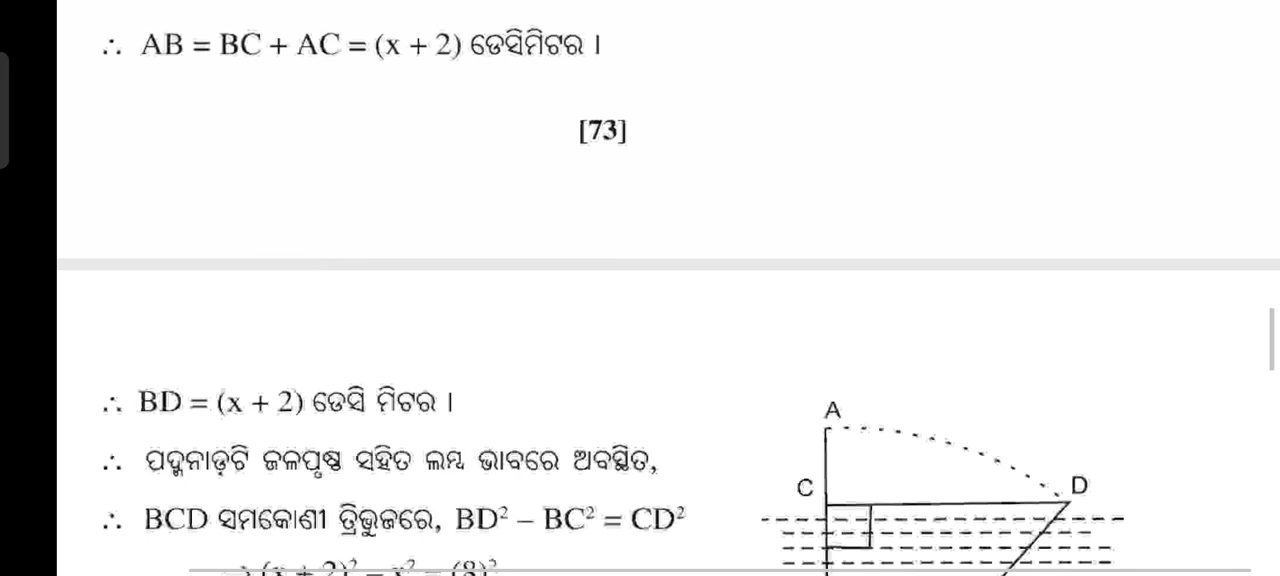 ∴ AB = BC + AC = (x + 2) ଡେସିମିଟର ।
[73]
∴ BD = (x + 2) ଡେସି ମିଟର ।
∴ ପଦ୍ମନାଡ଼ଟି ଜଳପୃଷ୍ଠ ସହିତ ଲମ୍ବ ଭାବରେ ଅବସ୍ଥିତ,
∴ BCD ସମକୋଣୀ ତ୍ରିଭୁଜରେ, BD² – BC² = CD²
A
C
D